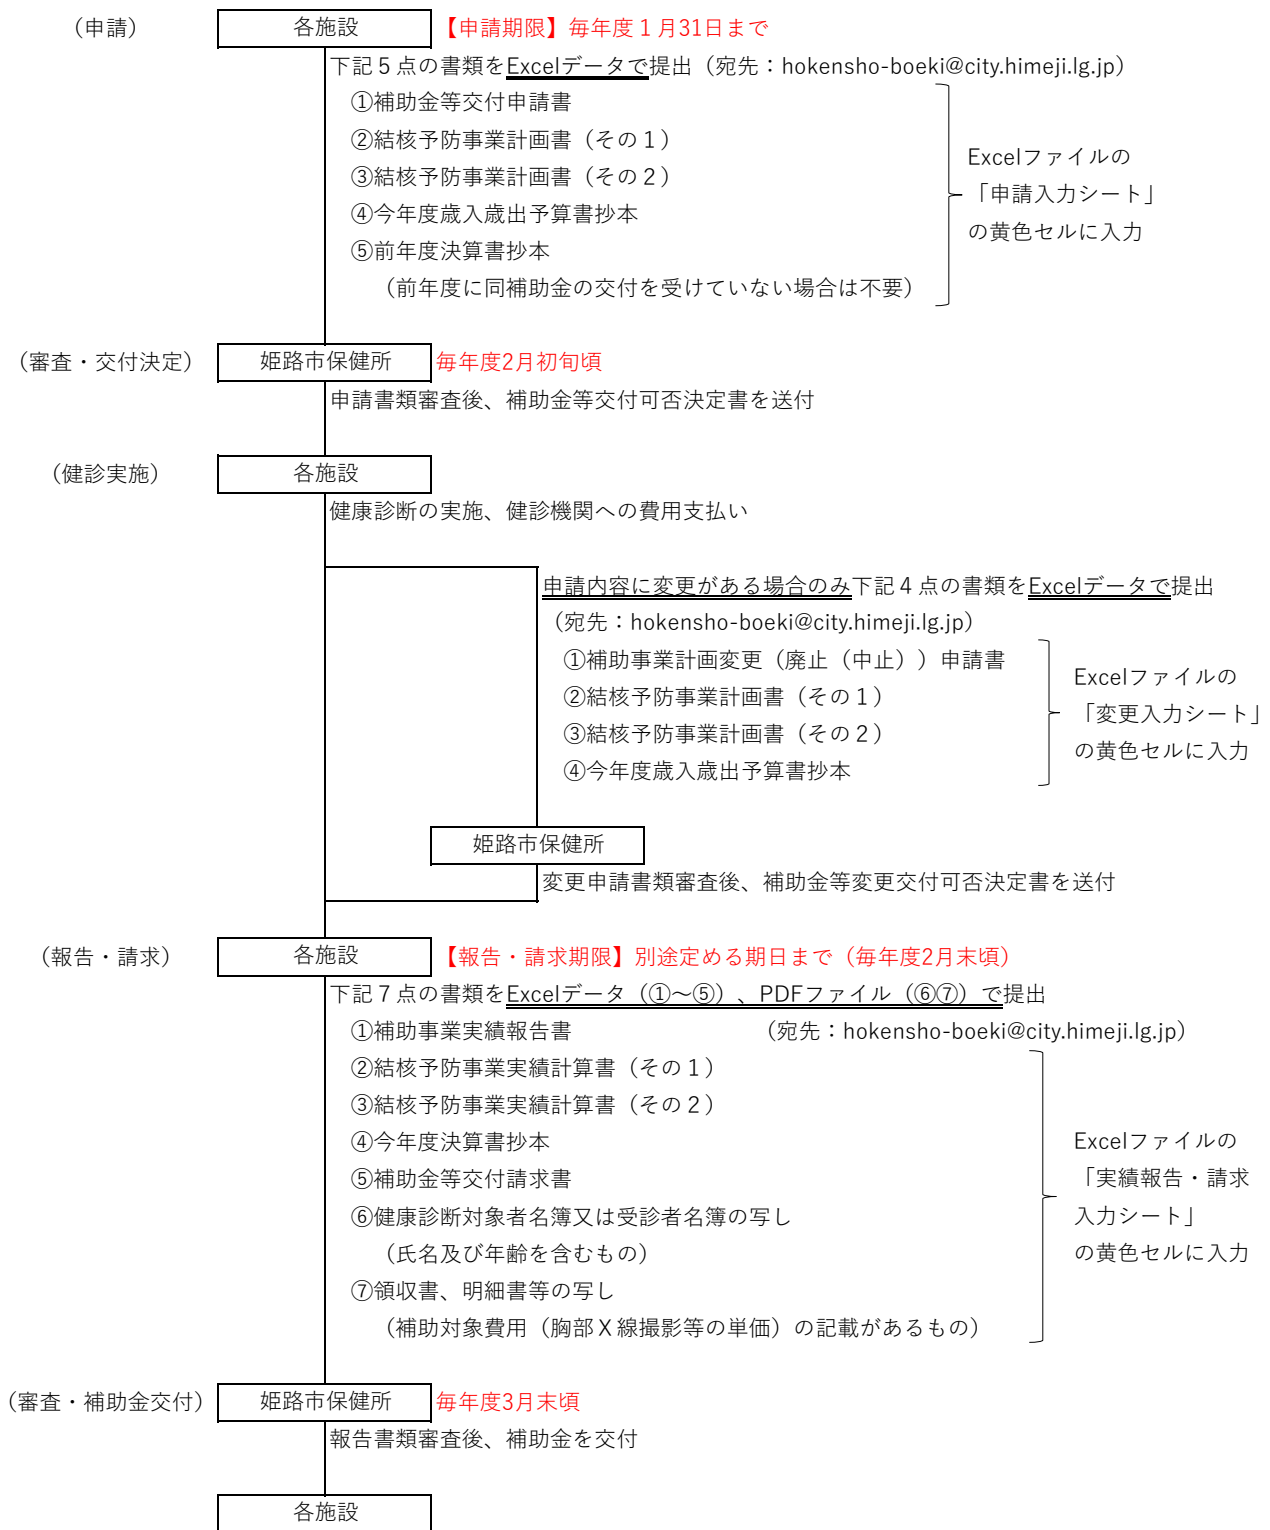 （申請）
各施設
【申請期限】毎年度１月31日まで
下記５点の書類をExcelデータで提出（宛先：hokensho-boeki@city.himeji.lg.jp）
①補助金等交付申請書
②結核予防事業計画書（その１）
③結核予防事業計画書（その２）
④今年度歳入歳出予算書抄本
⑤前年度決算書抄本
（前年度に同補助金の交付を受けていない場合は不要）
Excelファイルの
「申請入力シート」
の黄色セルに入力
（審査・交付決定）
姫路市保健所
毎年度2月初旬頃
申請書類審査後、補助金等交付可否決定書を送付
（健診実施）
各施設
健康診断の実施、健診機関への費用支払い
申請内容に変更がある場合のみ下記４点の書類をExcelデータで提出
（宛先：hokensho-boeki@city.himeji.lg.jp）
①補助事業計画変更（廃止（中止））申請書
②結核予防事業計画書（その１）
③結核予防事業計画書（その２）
④今年度歳入歳出予算書抄本
Excelファイルの
「変更入力シート」
の黄色セルに入力
姫路市保健所
変更申請書類審査後、補助金等変更交付可否決定書を送付
（報告・請求）
各施設
【報告・請求期限】別途定める期日まで（毎年度2月末頃）
下記７点の書類をExcelデータ（①～⑤）、PDFファイル（⑥⑦）で提出
①補助事業実績報告書
（宛先：hokensho-boeki@city.himeji.lg.jp）
②結核予防事業実績計算書（その１）
③結核予防事業実績計算書（その２）
④今年度決算書抄本
⑤補助金等交付請求書
⑥健康診断対象者名簿又は受診者名簿の写し
（氏名及び年齢を含むもの）
⑦領収書、明細書等の写し
（補助対象費用（胸部Ｘ線撮影等の単価）の記載があるもの）
Excelファイルの
「実績報告・請求
入力シート」
の黄色セルに入力
（審査・補助金交付）
姫路市保健所
毎年度3月末頃
報告書類審査後、補助金を交付
各施設